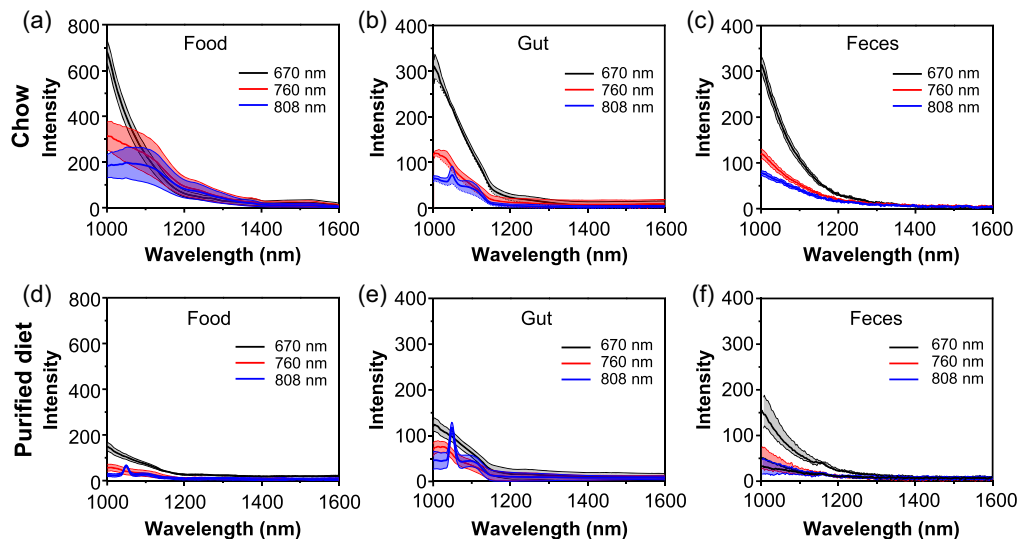 Chow
(a)
Food
670 nm
760 nm
808 nm
Intensity
800
600
400
200
0
1000 1200 1400 1600
Wavelength (nm)
(b)
Gut
670 nm
760 nm
808 nm
Intensity
400
300
200
100
0
1000 1200 1400 1600
Wavelength (nm)
(c)
Feces
670 nm
760 nm
808 nm
Intensity
400
300
200
100
0
1000 1200 1400 1600
Wavelength (nm)
Purified diet
(d)
Food
670 nm
760 nm
808 nm
Intensity
800
600
400
200
0
1000 1200 1400 1600
Wavelength (nm)
(e)
Gut
670 nm
760 nm
808 nm
Intensity
400
300
200
100
0
1000 1200 1400 1600
Wavelength (nm)
(f)
Feces
670 nm
760 nm
808 nm
Intensity
400
300
200
100
0
1000 1200 1400 1600
Wavelength (nm)